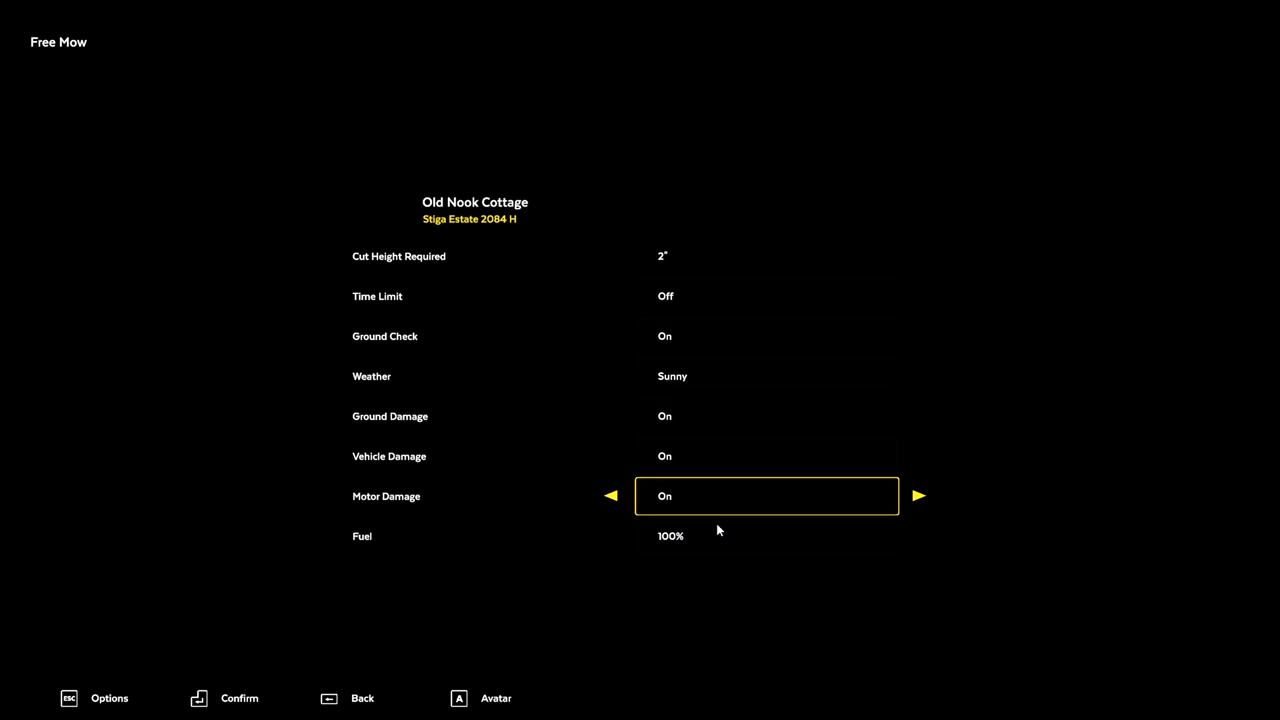 Free Mow
Old Nook Cottage
Stiga Estate 2084 H
Cut Height Required 2"
Time Limit Off
Ground Check On
Weather Sunny
Ground Damage On
Vehicle Damage On
Motor Damage On
Fuel 100%
ESC Options Confirm Back A Avatar